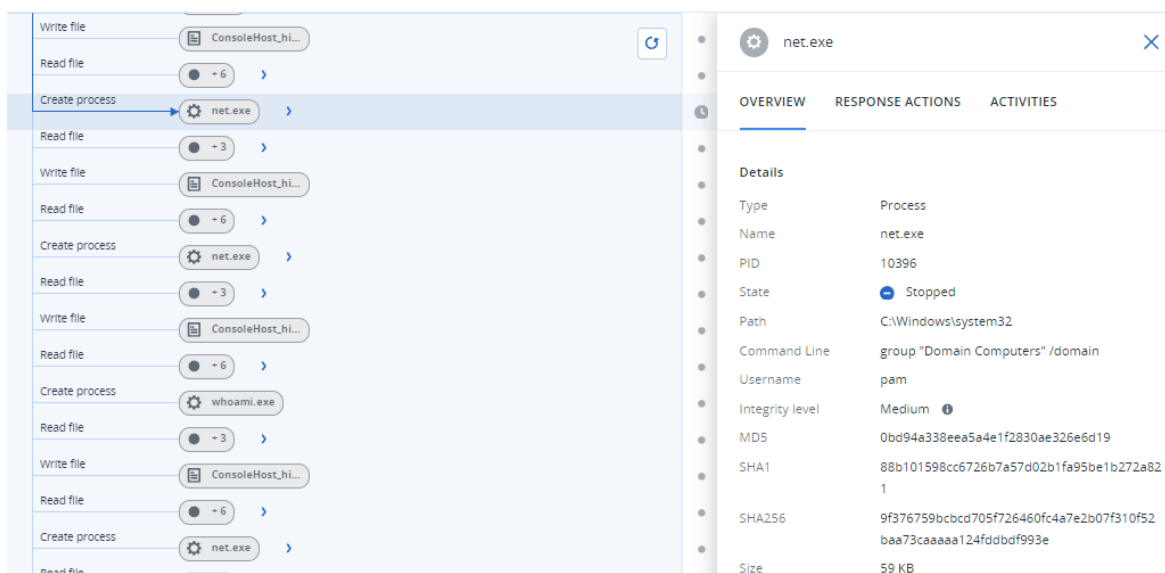 Write file
ConsoleHost_hi...
Read file
+6
Create process
net.exe
Read file
+3
Write file
ConsoleHost_hi...
Read file
+6
Create process
net.exe
Read file
+3
Write file
ConsoleHost_hi...
Read file
+6
Create process
whoami.exe
Read file
+3
Write file
ConsoleHost_hi...
Read file
+6
Create process
net.exe
Read file
net.exe
OVERVIEW RESPONSE ACTIONS ACTIVITIES
Details
Type Process
Name net.exe
PID 10396
State Stopped
Path C:\Windows\system32
Command Line group "Domain Computers" /domain
Username pam
Integrity level Medium
MD5 0bd94a338eea5a4e1f2830ae326e6d19
SHA1 88b101598cc6726b7a57d02b1fa95be1b272a82
1
SHA256 9f376759bcbcd705f726460fc4a7e2b07f310f52
baa73caaaaa124fddbdf993e
Size 59 KB